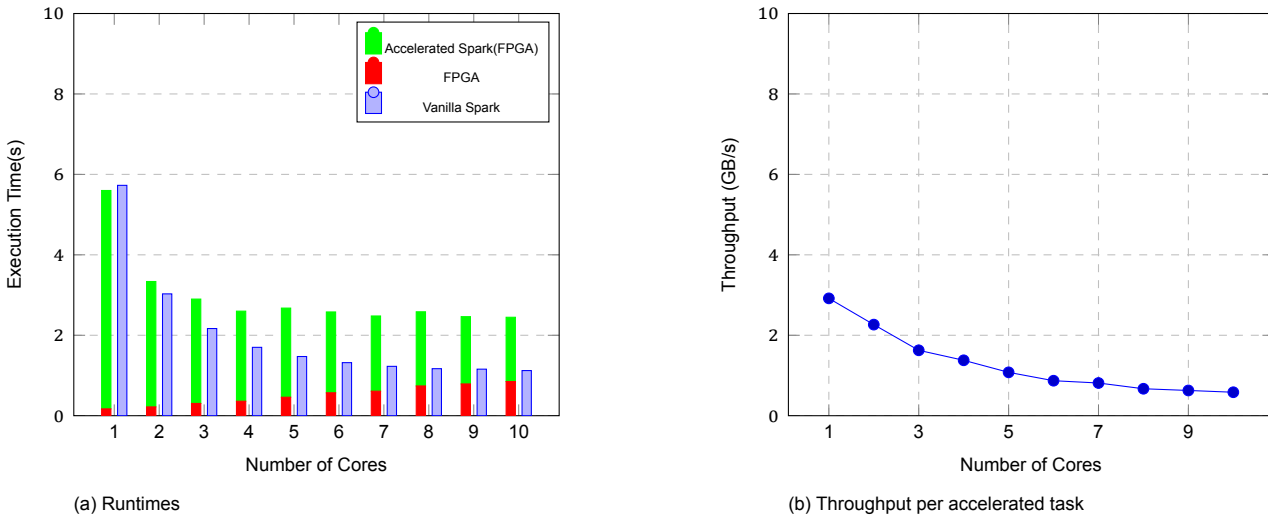 10
8
6
4
2
0
Execution Time(s)
Accelerated Spark(FPGA)
FPGA
Vanilla Spark
1 2 3 4 5 6 7 8 9 10
Number of Cores
(a) Runtimes
10
8
6
4
2
0
Throughput (GB/s)
1 3 5 7 9
Number of Cores
(b) Throughput per accelerated task